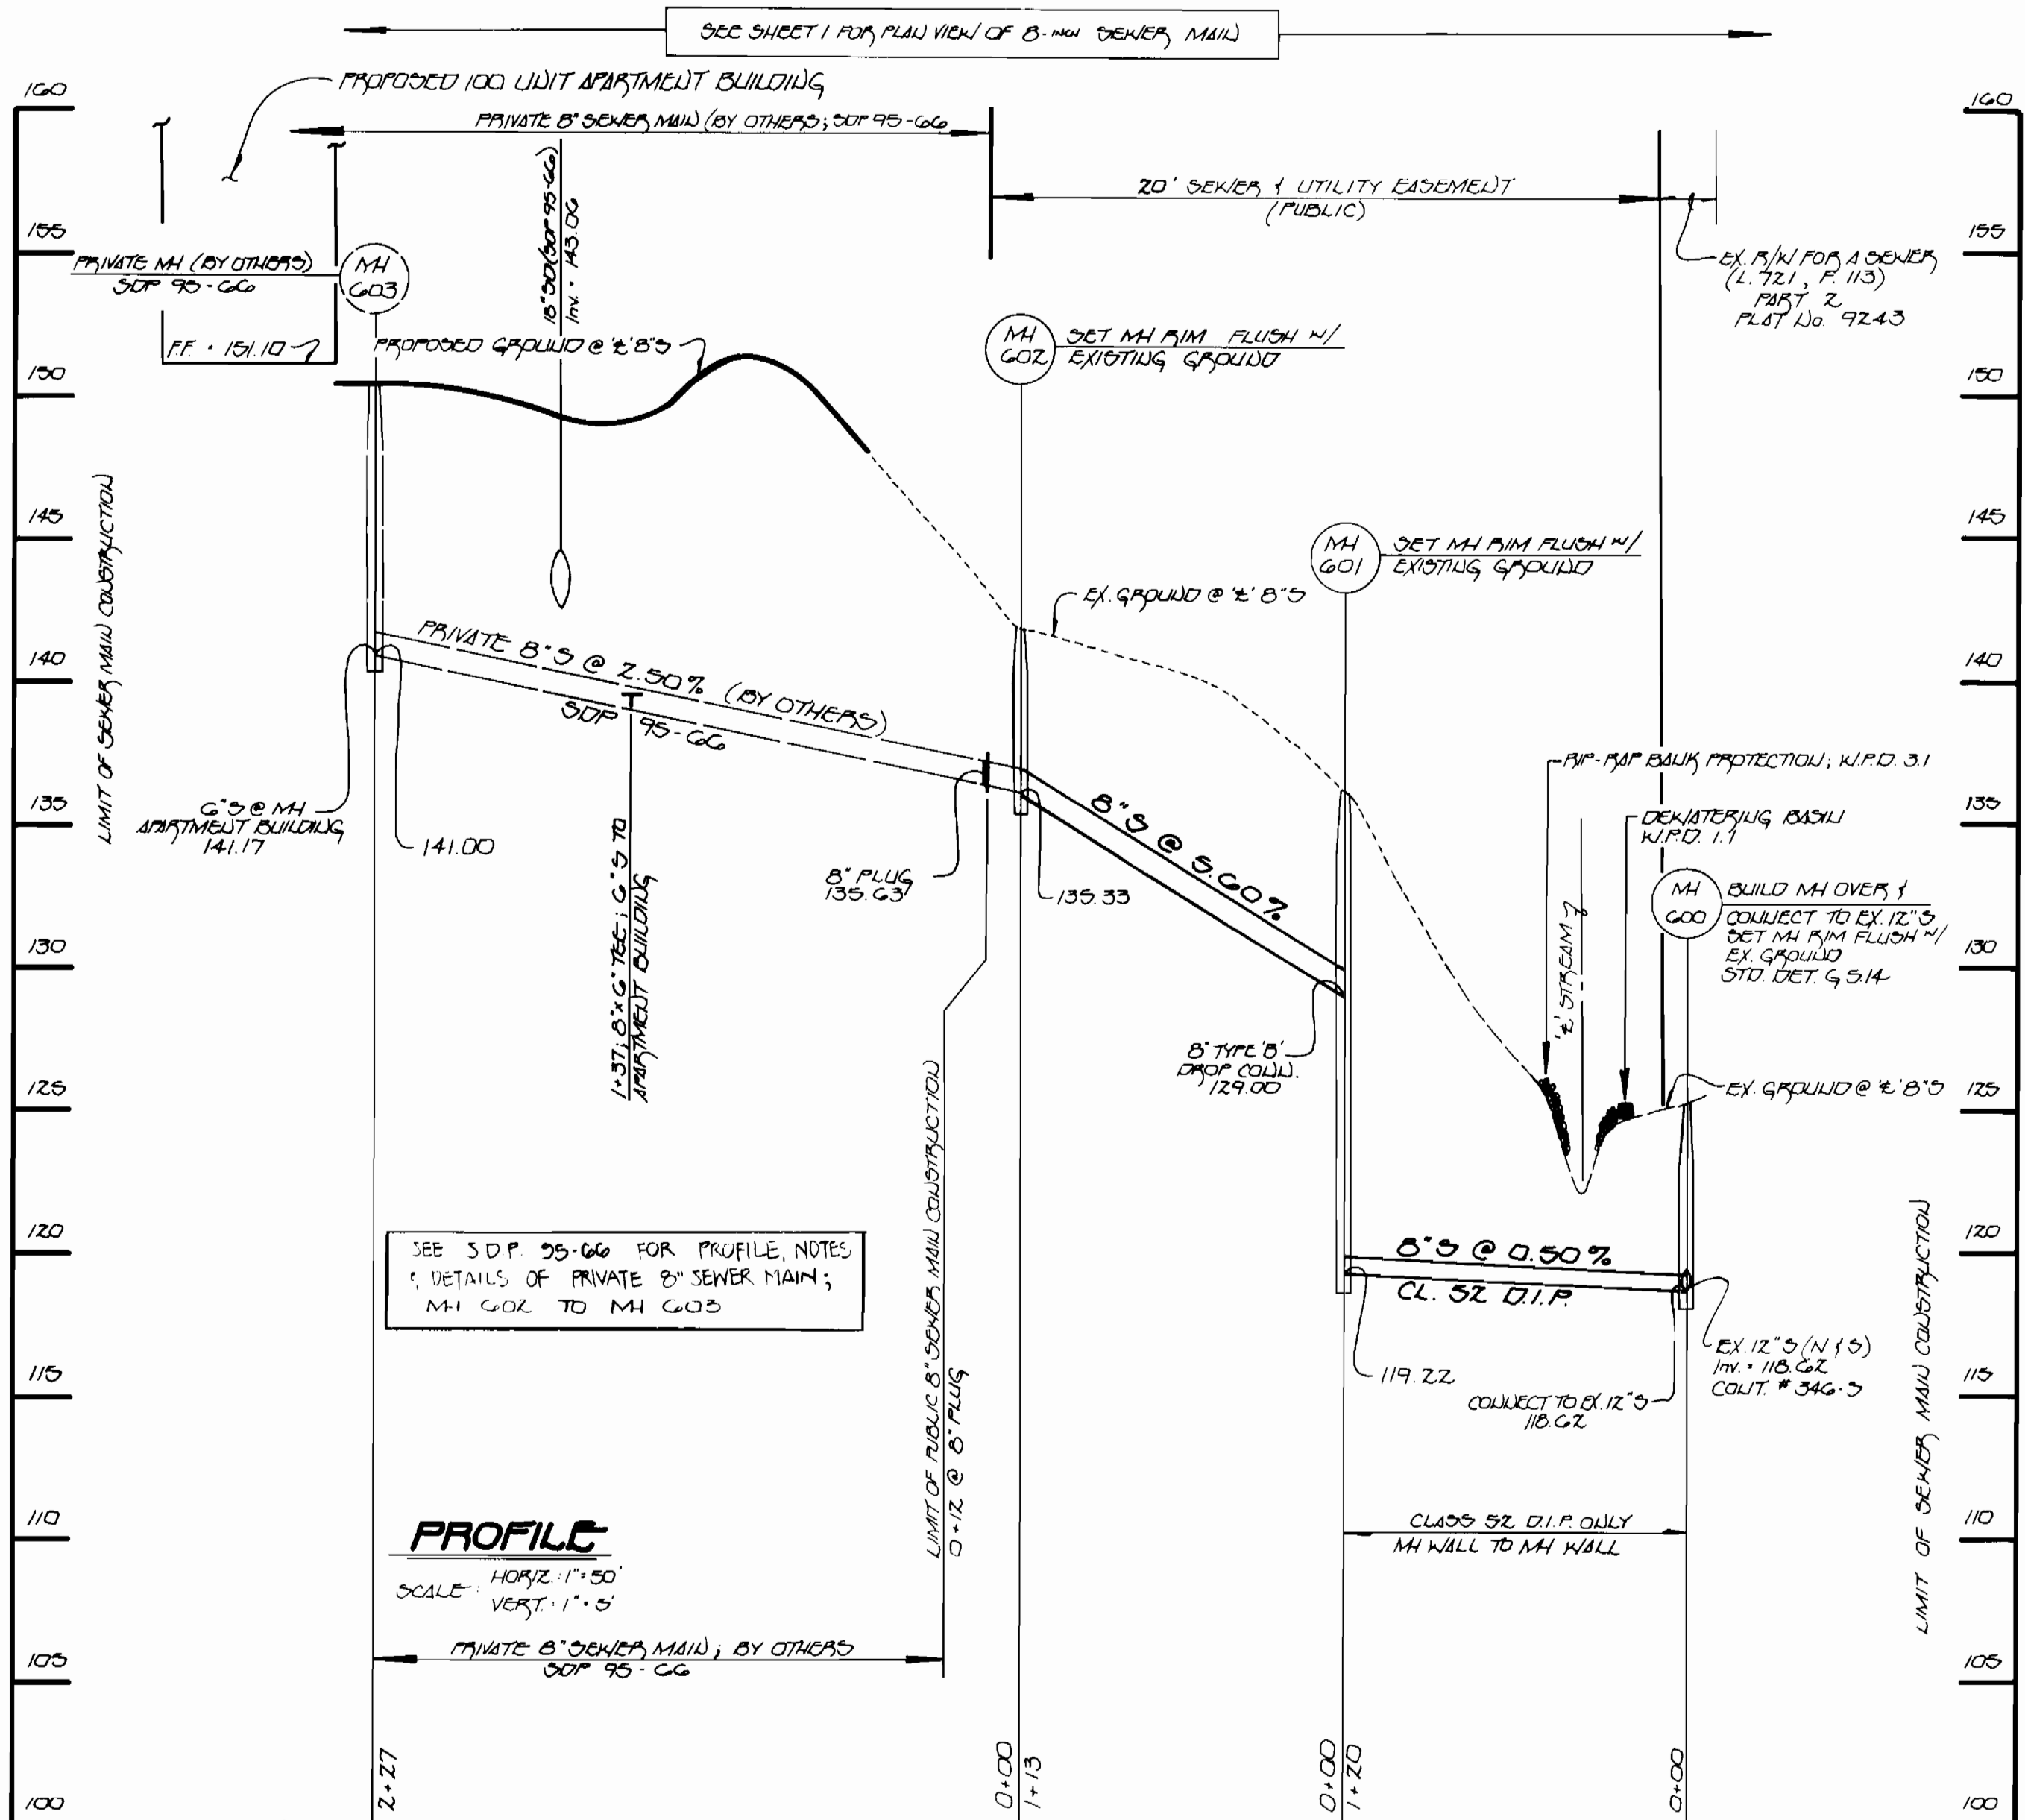 SEE SHEET 1 FOR PLAN VIEW OF 8-INCH SEWER MAIN
PROPOSED 100 UNIT APARTMENT BUILDING
PRIVATE 8" SEWER MAIN (BY OTHERS; SDP 95-66
160
160
20' SEWER & UTILITY EASEMENT
(PUBLIC)
18" SD (SDP 95-66)
Inv. = 143.06
155
155
PRIVATE MH (BY OTHERS)
SDP 95-66
MH
603
EX. R/W FOR A SEWER
(L. 721, F. 113)
PART 2
PLAT No. 9243
F.F. = 151.10
PROPOSED GROUND @ '℄' 8"S
MH
602
SET MH RIM FLUSH W/
EXISTING GROUND
150
150
LIMIT OF SEWER MAIN CONSTRUCTION
145
145
MH
601
SET MH RIM FLUSH W/
EXISTING GROUND
EX. GROUND @ '℄' 8"S
140
140
PRIVATE 8"S @ 2.50% (BY OTHERS)
SDP 95-66
RIP-RAP BANK PROTECTION; W.P.D. 3.1
135
135
6"S @ MH
APARTMENT BUILDING
141.17
141.00
8" PLUG
135.63
135.33
8"S @ 5.60%
DEWATERING BASIN
W.P.D. 1.1
MH
600
BUILD MH OVER &
CONNECT TO EX. 12"S
SET MH RIM FLUSH W/
EX. GROUND
STD. DET. G 5.14
'℄' STREAM
130
130
1+37; 8"x6" TEE; 6"S TO
APARTMENT BUILDING
8" TYPE 'B'
DROP CONN.
129.00
125
EX. GROUND @ '℄' 8"S
125
LIMIT OF PUBLIC 8" SEWER MAIN CONSTRUCTION
0+12 @ 8" PLUG
120
120
SEE S.D.P. 95-66 FOR PROFILE, NOTES
& DETAILS OF PRIVATE 8" SEWER MAIN;
MH 602 TO MH 603
8"S @ 0.50%
CL. 52 D.I.P.
LIMIT OF SEWER MAIN CONSTRUCTION
115
115
119.22
CONNECT TO EX. 12"S
118.62
EX. 12"S (N & S)
Inv. = 118.62
CONT. # 346-S
110
110
PROFILE
SCALE: HORIZ.: 1" = 50'
VERT.: 1" = 5'
CLASS 52 D.I.P. ONLY
MH WALL TO MH WALL
105
105
PRIVATE 8" SEWER MAIN; BY OTHERS
SDP 95-66
100
100
2+27
0+00
1+13
0+00
1+20
0+00